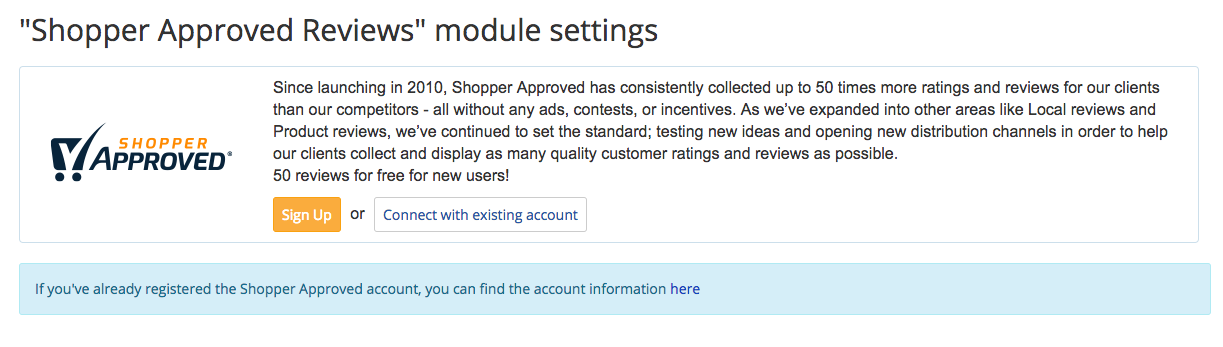 "Shopper Approved Reviews" module settings
SHOPPER
APPROVED®
Since launching in 2010, Shopper Approved has consistently collected up to 50 times more ratings and reviews for our clients
than our competitors - all without any ads, contests, or incentives. As we’ve expanded into other areas like Local reviews and
Product reviews, we’ve continued to set the standard; testing new ideas and opening new distribution channels in order to help
our clients collect and display as many quality customer ratings and reviews as possible.
50 reviews for free for new users!
Sign Up or Connect with existing account
If you've already registered the Shopper Approved account, you can find the account information here